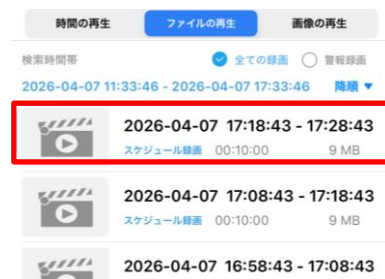 時間の再生 ファイルの再生 画像の再生
検索時間帯 全ての録画 警報録画
2026-04-07 11:33:46 - 2026-04-07 17:33:46 降順 ▼
2026-04-07 17:18:43 - 17:28:43
スケジュール録画 00:10:00 9 MB
2026-04-07 17:08:43 - 17:18:43
スケジュール録画 00:10:00 9 MB
2026-04-07 16:58:43 - 17:08:43